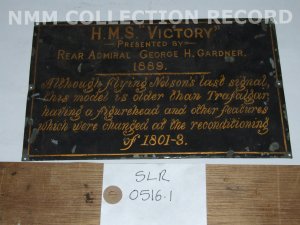 NMM COLLECTION RECORD
H.M.S. "VICTORY"
— PRESENTED BY —
REAR ADMIRAL GEORGE H. GARDNER.
1889.
Although flying Nelson's last signal,
this model is older than Trafalgar,
having a figurehead and other features
which were changed at the reconditioning
of 1801-3.
SLR
0516.1